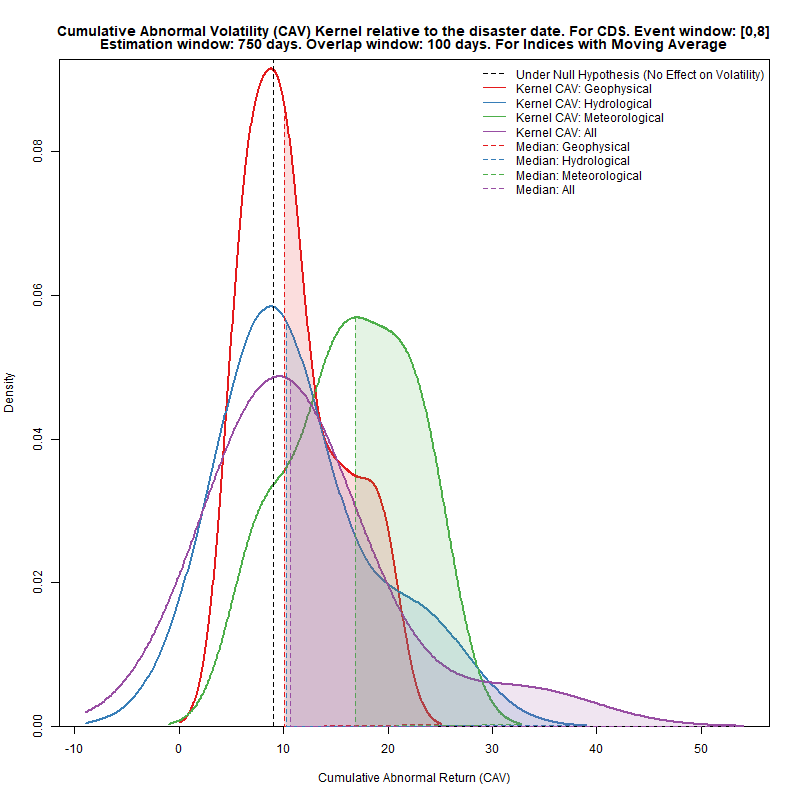 Cumulative Abnormal Volatility (CAV) Kernel relative to the disaster date. For CDS. Event window: [0,8]
Estimation window: 750 days. Overlap window: 100 days. For Indices with Moving Average
Under Null Hypothesis (No Effect on Volatility)
Kernel CAV: Geophysical
Kernel CAV: Hydrological
Kernel CAV: Meteorological
Kernel CAV: All
Median: Geophysical
Median: Hydrological
Median: Meteorological
Median: All
Density
0.08
0.06
0.04
0.02
0.00
-10 0 10 20 30 40 50
Cumulative Abnormal Return (CAV)